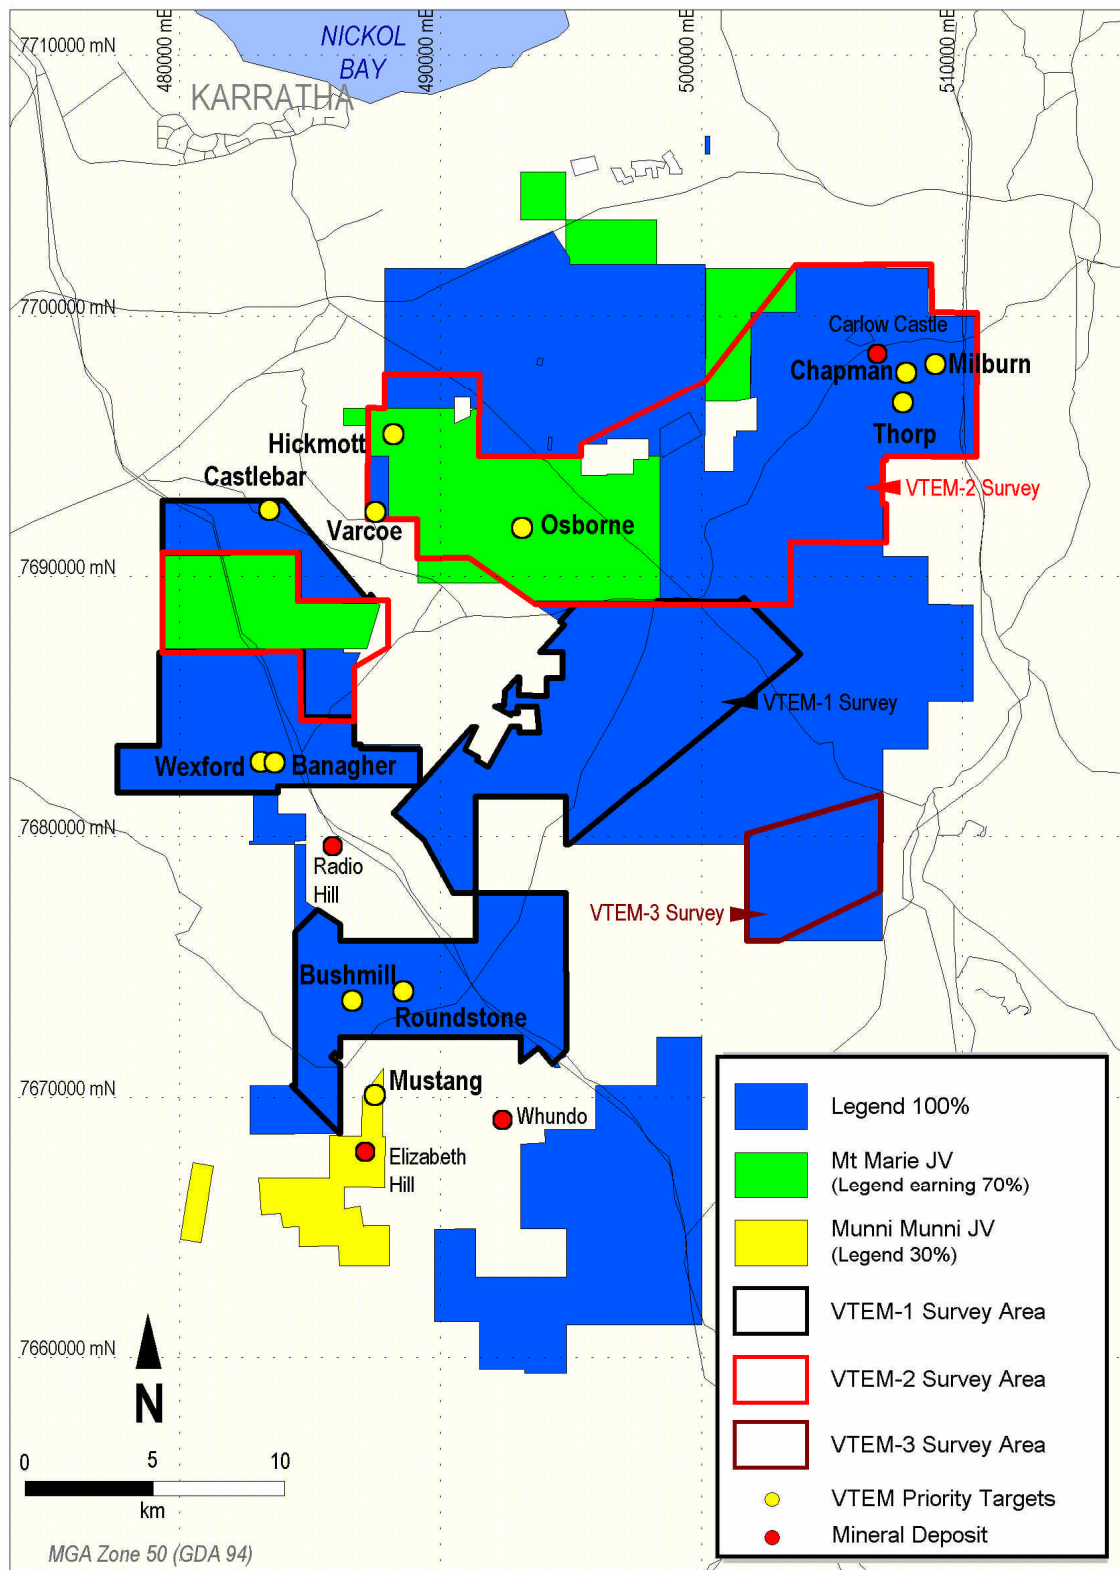 7710000 mN
480000 mE
490000 mE
500000 mE
510000 mE
NICKOL
BAY
KARRATHA
7700000 mN
Carlow Castle
Chapman
Milburn
Thorp
Hickmott
Castlebar
VTEM-2 Survey
Varcoe
Osborne
7690000 mN
VTEM-1 Survey
Wexford
Banagher
7680000 mN
Radio
Hill
VTEM-3 Survey
Bushmill
Roundstone
7670000 mN
Mustang
Whundo
Elizabeth
Hill
7660000 mN
N
0 5 10
km
MGA Zone 50 (GDA 94)
Legend 100%
Mt Marie JV
(Legend earning 70%)
Munni Munni JV
(Legend 30%)
VTEM-1 Survey Area
VTEM-2 Survey Area
VTEM-3 Survey Area
VTEM Priority Targets
Mineral Deposit